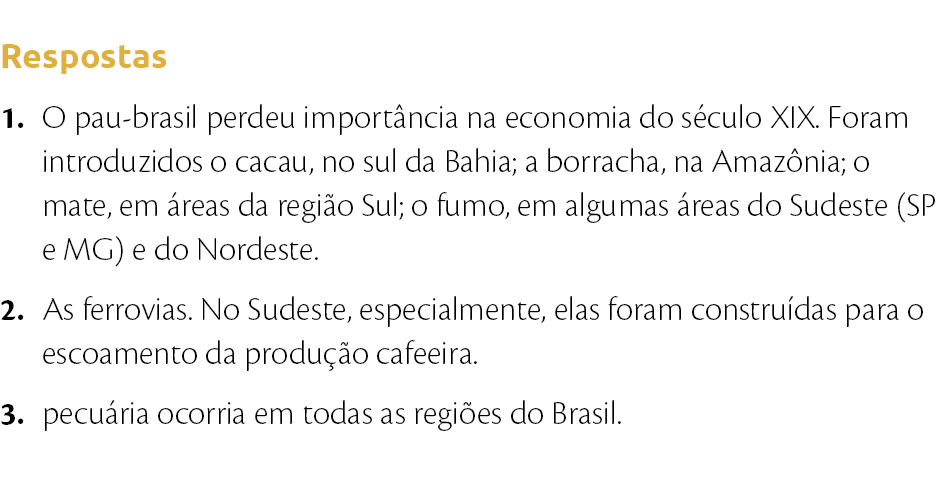 Respostas
1. O pau-brasil perdeu importância na economia do século XIX. Foram
introduzidos o cacau, no sul da Bahia; a borracha, na Amazônia; o
mate, em áreas da região Sul; o fumo, em algumas áreas do Sudeste (SP
e MG) e do Nordeste.
2. As ferrovias. No Sudeste, especialmente, elas foram construídas para o
escoamento da produção cafeeira.
3. pecuária ocorria em todas as regiões do Brasil.